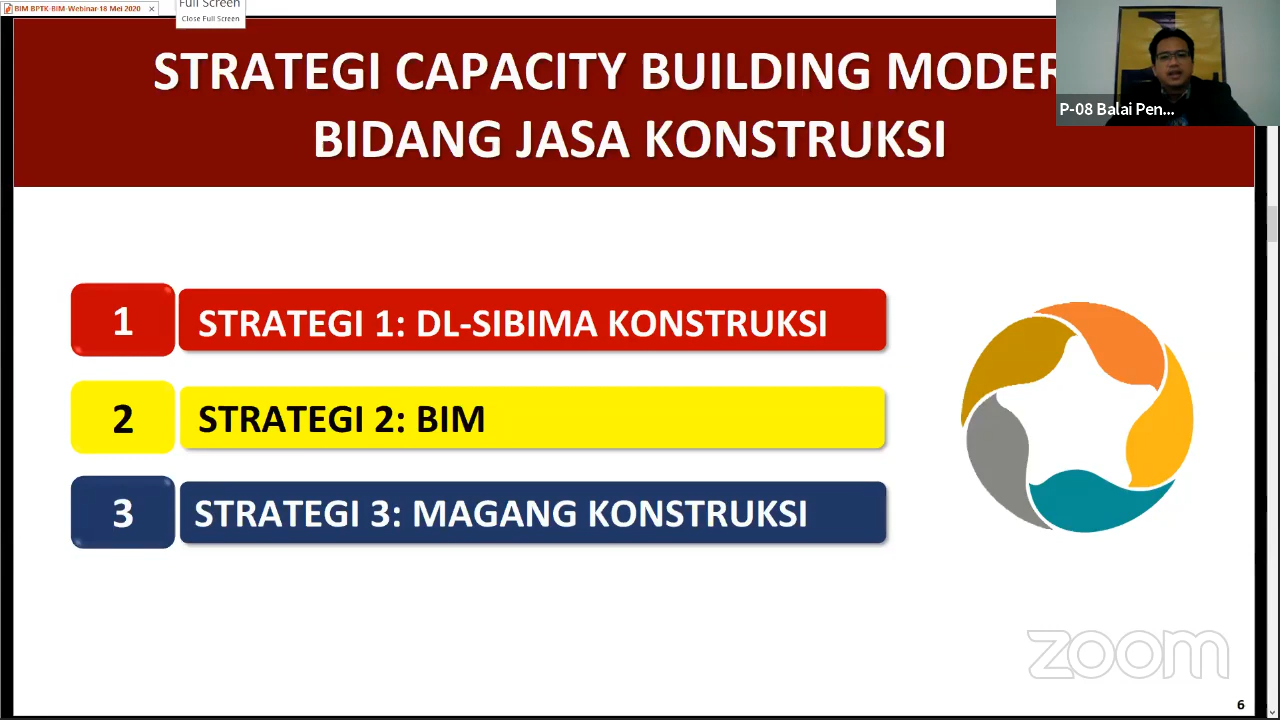 BIM BPTK-BIM-Webinar 18 Mei 2020
Full Screen
Close Full Screen
STRATEGI CAPACITY BUILDING MODER
BIDANG JASA KONSTRUKSI
P-08 Balai Pen...
1
STRATEGI 1: DL-SIBIMA KONSTRUKSI
2
STRATEGI 2: BIM
3
STRATEGI 3: MAGANG KONSTRUKSI
zoom
6